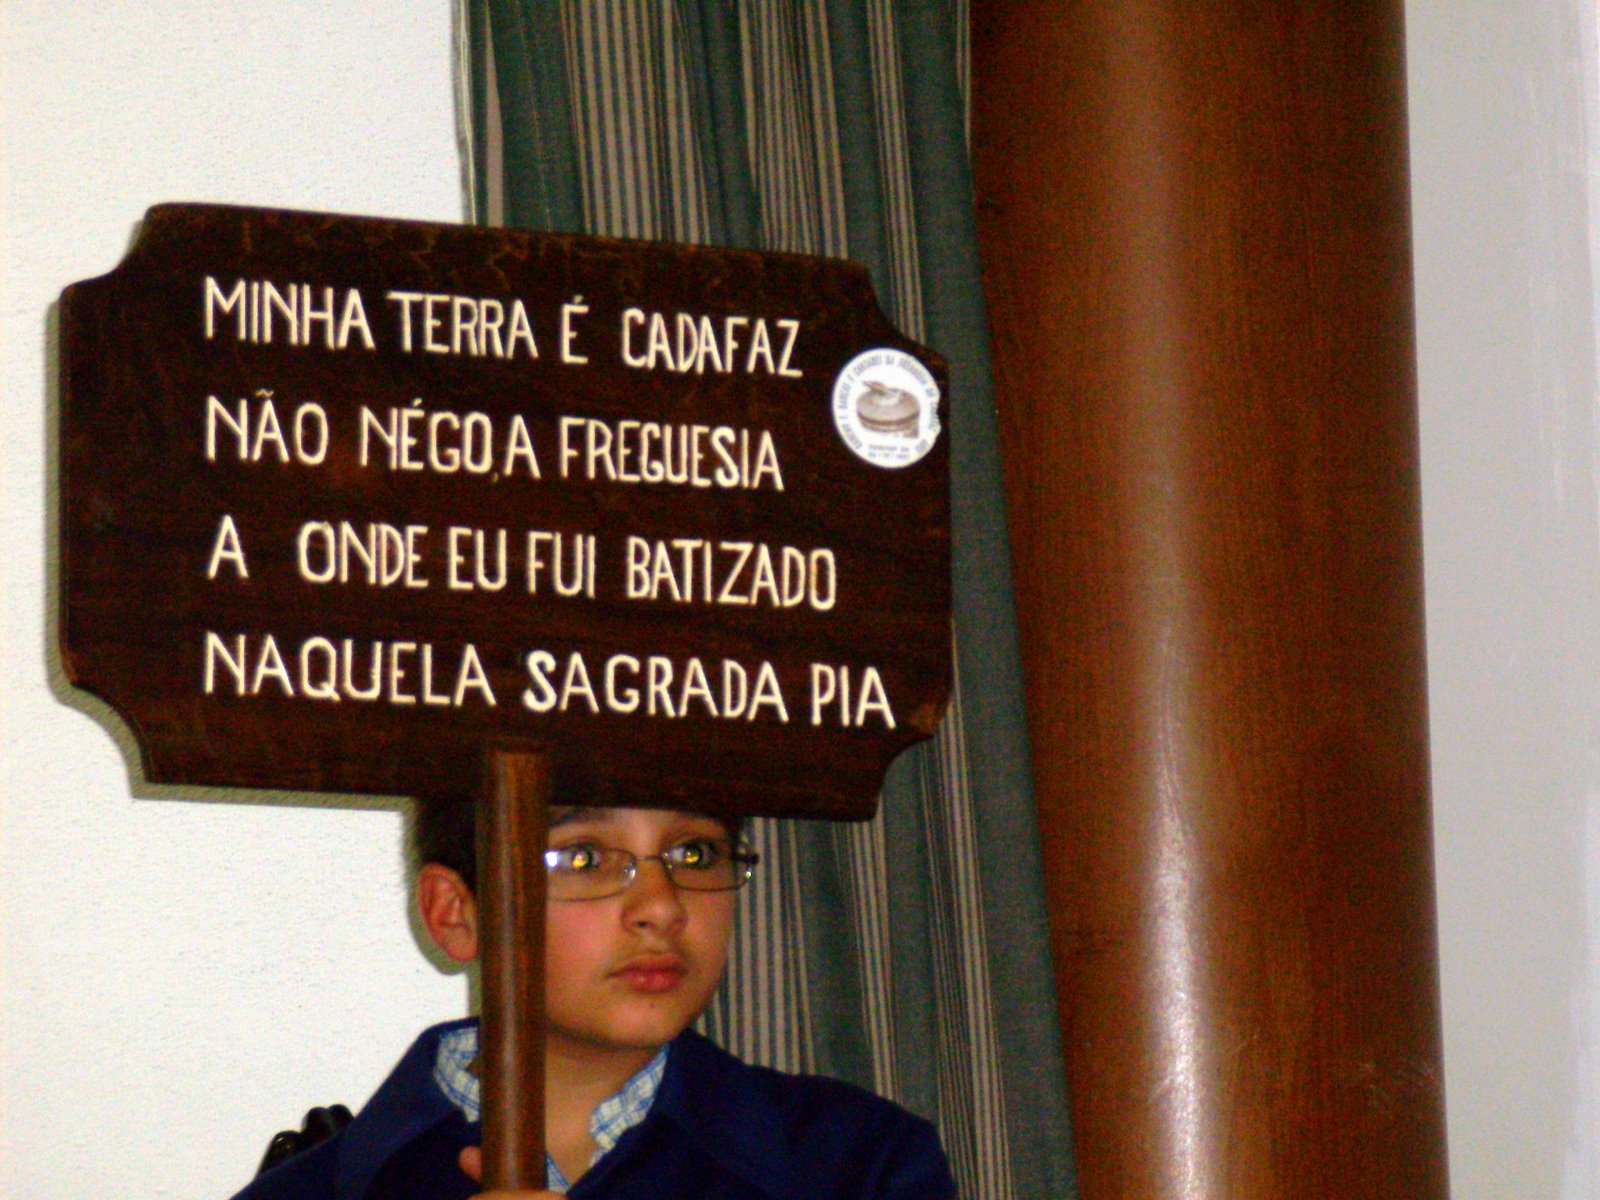 MINHA TERRA É CADAFAZ
NÃO NÉGO,A FREGUESIA
A ONDE EU FUI BATIZADO
NAQUELA SAGRADA PIA